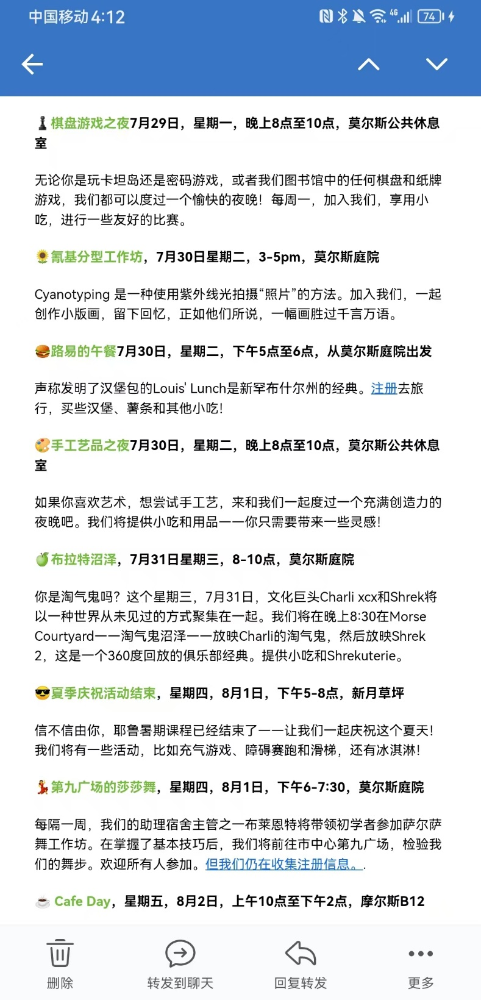 中国移动4:12
4G
74
棋盘游戏之夜7月29日，星期一，晚上8点至10点，莫尔斯公共休息
室
无论你是玩卡坦岛还是密码游戏，或者我们图书馆中的任何棋盘和纸牌
游戏，我们都可以度过一个愉快的夜晚！每周一，加入我们，享用小
吃，进行一些友好的比赛。
氰基分型工作坊，7月30日星期二，3-5pm，莫尔斯庭院
Cyanotyping 是一种使用紫外线光拍摄“照片”的方法。加入我们，一起
创作小版画，留下回忆，正如他们所说，一幅画胜过千言万语。
路易的午餐7月30日，星期二，下午5点至6点，从莫尔斯庭院出发
声称发明了汉堡包的Louis' Lunch是新罕布什尔州的经典。注册去旅
行，买些汉堡、薯条和其他小吃！
手工艺品之夜7月30日，星期二，晚上8点至10点，莫尔斯公共休息
室
如果你喜欢艺术，想尝试手工艺，来和我们一起度过一个充满创造力的
夜晚吧。我们将提供小吃和用品——你只需要带来一些灵感！
布拉特沼泽，7月31日星期三，8-10点，莫尔斯庭院
你是淘气鬼吗？这个星期三，7月31日，文化巨头Charli xcx和Shrek将
以一种世界从未见过的方式聚集在一起。我们将在晚上8:30在Morse
Courtyard——淘气鬼沼泽——放映Charli的淘气鬼，然后放映Shrek
2，这是一个360度回放的俱乐部经典。提供小吃和Shrekuterie。
夏季庆祝活动结束，星期四，8月1日，下午5-8点，新月草坪
信不信由你，耶鲁暑期课程已经结束了——让我们一起庆祝这个夏天！
我们将有一些活动，比如充气游戏、障碍赛跑和滑梯，还有冰淇淋！
第九广场的莎莎舞，星期四，8月1日，下午6-7:30，莫尔斯庭院
每隔一周，我们的助理宿舍主管之一布莱恩特将带领初学者参加萨尔萨
舞工作坊。在掌握了基本技巧后，我们将前往市中心第九广场，检验我
们的舞步。欢迎所有人参加。但我们仍在收集注册信息。.
Cafe Day，星期五，8月2日，上午10点至下午2点，摩尔斯B12
删除
转发到聊天
回复转发
更多